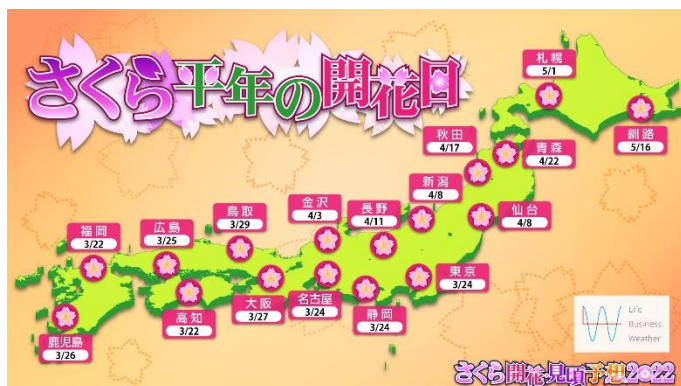 さくら平年の開花日
札幌
5/1
釧路
5/16
秋田
4/17
青森
4/22
新潟
4/8
仙台
4/8
金沢
4/3
長野
4/11
鳥取
3/29
広島
3/25
福岡
3/22
東京
3/24
静岡
3/24
名古屋
3/24
大阪
3/27
高知
3/22
鹿児島
3/26
Life
Business
Weather
さくら開花・見頃予想2022